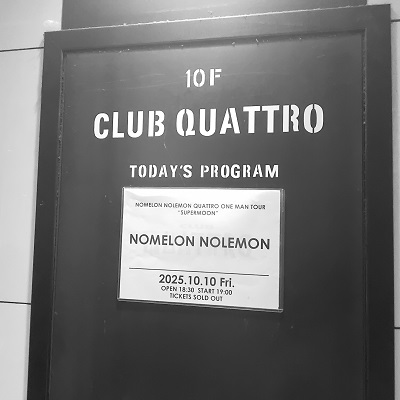 10F
CLUB QUATTRO
TODAY'S PROGRAM
NOMELON NOLEMON QUATTRO ONE MAN TOUR
"SUPERMOON"
NOMELON NOLEMON
2025.10.10 Fri.
OPEN 18:30 START 19:00
TICKETS SOLD OUT